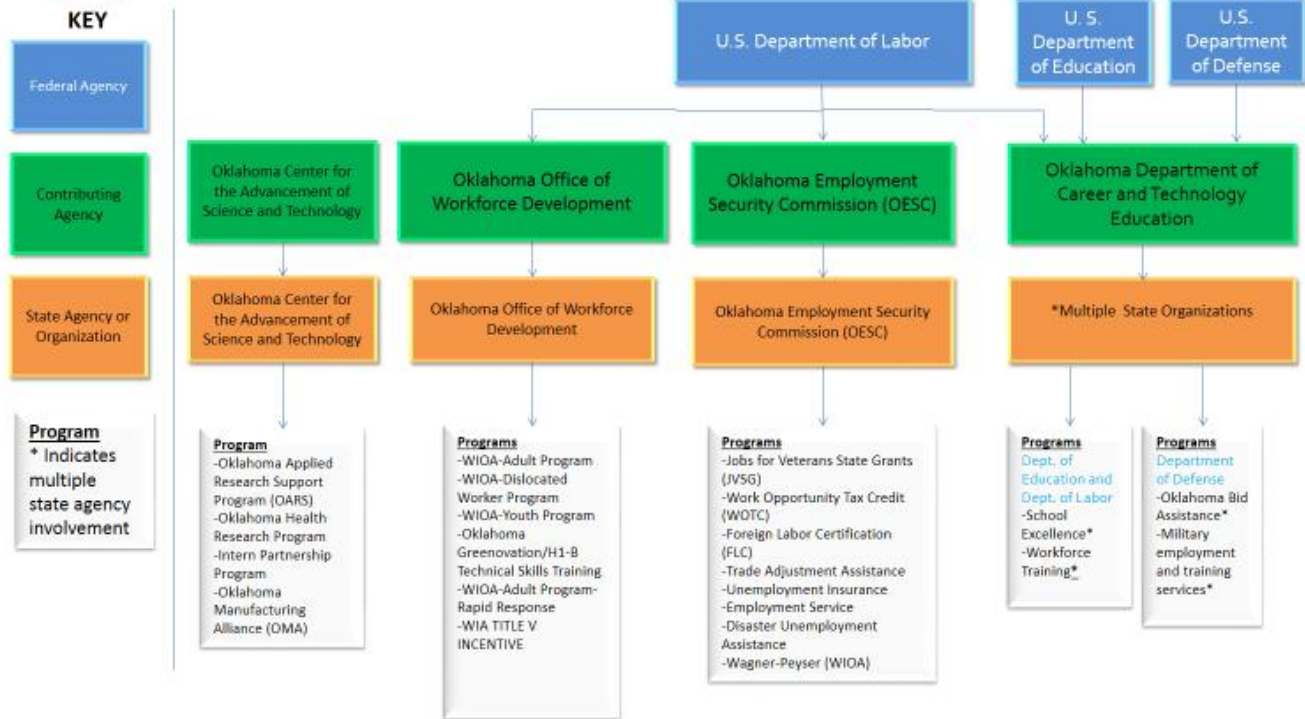 KEY
Federal Agency
Contributing
Agency
State Agency or
Organization
Program
* Indicates
multiple
state agency
involvement
U.S. Department of Labor
U. S.
Department
of Education
U.S.
Department
of Defense
Oklahoma Center for
the Advancement of
Science and Technology
Oklahoma Office of
Workforce Development
Oklahoma Employment
Security Commission (OESC)
Oklahoma Department of
Career and Technology
Education
Oklahoma Center for
the Advancement of
Science and Technology
Oklahoma Office of Workforce
Development
Oklahoma Employment Security
Commission (OESC)
*Multiple State Organizations
Program
-Oklahoma Applied
Research Support
Program (OARS)
-Oklahoma Health
Research Program
-Intern Partnership
Program
-Oklahoma
Manufacturing
Alliance (OMA)
Programs
-WIOA-Adult Program
-WIOA-Dislocated
Worker Program
-WIOA-Youth Program
-Oklahoma
Greenovation/H1-B
Technical Skills Training
-WIOA-Adult Program-
Rapid Response
-WIA TITLE V
INCENTIVE
Programs
-Jobs for Veterans State Grants
(JVSG)
-Work Opportunity Tax Credit
(WOTC)
-Foreign Labor Certification
(FLC)
-Trade Adjustment Assistance
-Unemployment Insurance
-Employment Service
-Disaster Unemployment
Assistance
-Wagner-Peyser (WIOA)
Programs
Dept. of
Education and
Dept. of Labor
-School
Excellence*
-Workforce
Training*
Programs
Department
of Defense
-Oklahoma Bid
Assistance*
-Military
employment
and training
services*